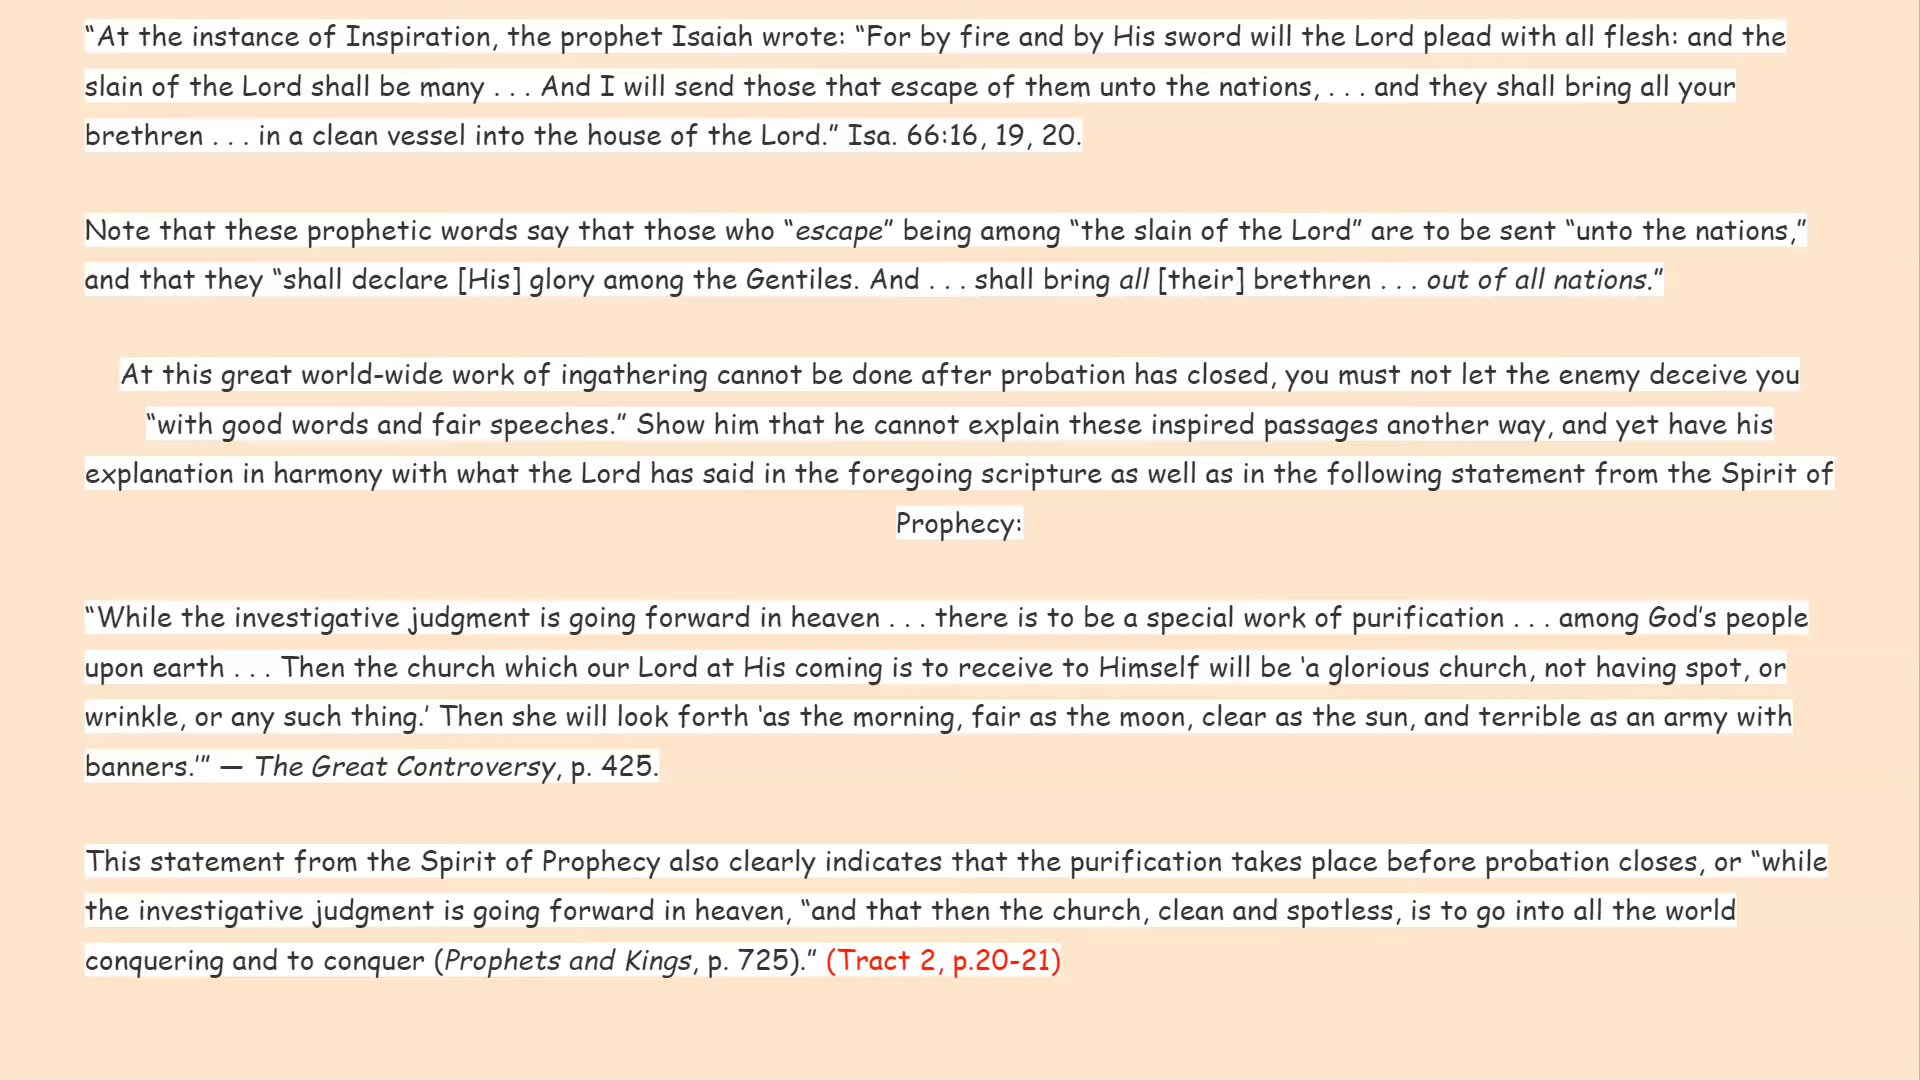 “At the instance of Inspiration, the prophet Isaiah wrote: “For by fire and by His sword will the Lord plead with all flesh: and the
slain of the Lord shall be many . . . And I will send those that escape of them unto the nations, . . . and they shall bring all your
brethren . . . in a clean vessel into the house of the Lord.” Isa. 66:16, 19, 20.
Note that these prophetic words say that those who “escape” being among “the slain of the Lord” are to be sent “unto the nations,”
and that they “shall declare [His] glory among the Gentiles. And . . . shall bring all [their] brethren . . . out of all nations.”
At this great world-wide work of ingathering cannot be done after probation has closed, you must not let the enemy deceive you
“with good words and fair speeches.” Show him that he cannot explain these inspired passages another way, and yet have his
explanation in harmony with what the Lord has said in the foregoing scripture as well as in the following statement from the Spirit of
Prophecy:
“While the investigative judgment is going forward in heaven . . . there is to be a special work of purification . . . among God’s people
upon earth . . . Then the church which our Lord at His coming is to receive to Himself will be ‘a glorious church, not having spot, or
wrinkle, or any such thing.’ Then she will look forth ‘as the morning, fair as the moon, clear as the sun, and terrible as an army with
banners.’” — The Great Controversy, p. 425.
This statement from the Spirit of Prophecy also clearly indicates that the purification takes place before probation closes, or “while
the investigative judgment is going forward in heaven, “and that then the church, clean and spotless, is to go into all the world
conquering and to conquer (Prophets and Kings, p. 725).” (Tract 2, p.20-21)